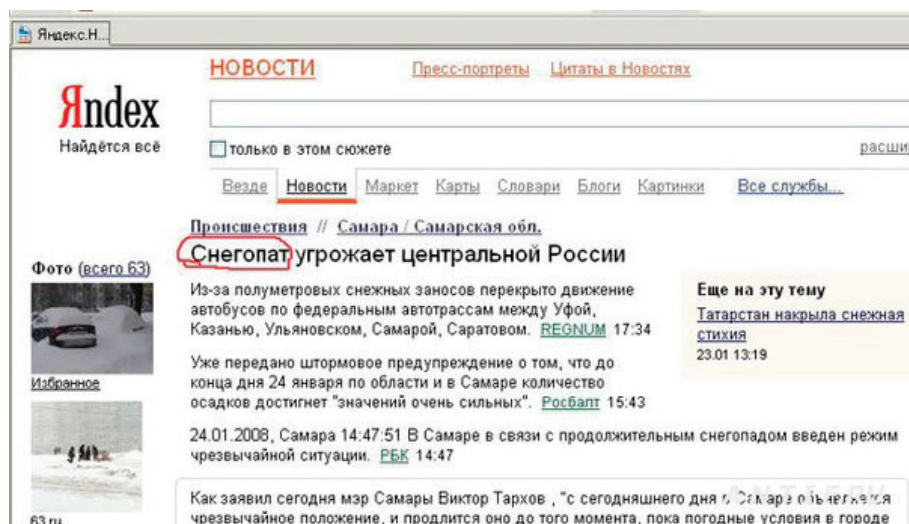 Яндекс.Н...
НОВОСТИ Пресс-портреты Цитаты в Новостях
Яndex
Найдётся всё
только в этом сюжете расши
Везде Новости Маркет Карты Словари Блоги Картинки Все службы...
Происшествия // Самара / Самарская обл.
Снегопат угрожает центральной России
Фото (всего 63)
Из-за полуметровых снежных заносов перекрыто движение
автобусов по федеральным автотрассам между Уфой,
Казанью, Ульяновском, Самарой, Саратовом. REGNUM 17:34
Еще на эту тему
Татарстан накрыла снежная
стихия
23.01 13:19
Уже передано штормовое предупреждение о том, что до
конца дня 24 января по области и в Самаре количество
осадков достигнет "значений очень сильных". Росбалт 15:43
Избранное
24.01.2008, Самара 14:47:51 В Самаре в связи с продолжительным снегопадом введен режим
чрезвычайной ситуации. РБК 14:47
Как заявил сегодня мэр Самары Виктор Тархов , "с сегодняшнего дня в Самаре объявляется
чрезвычайное положение, и продлится оно до того момента, пока погодные условия в городе
63.ru